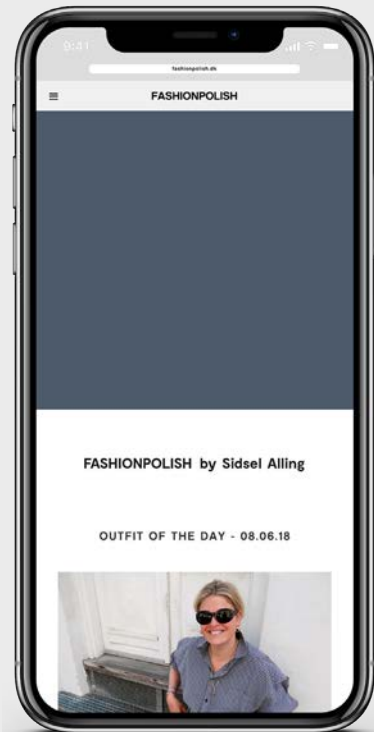 9:41
fashionpolish.dk
FASHIONPOLISH
FASHIONPOLISH by Sidsel Alling
OUTFIT OF THE DAY - 08.06.18